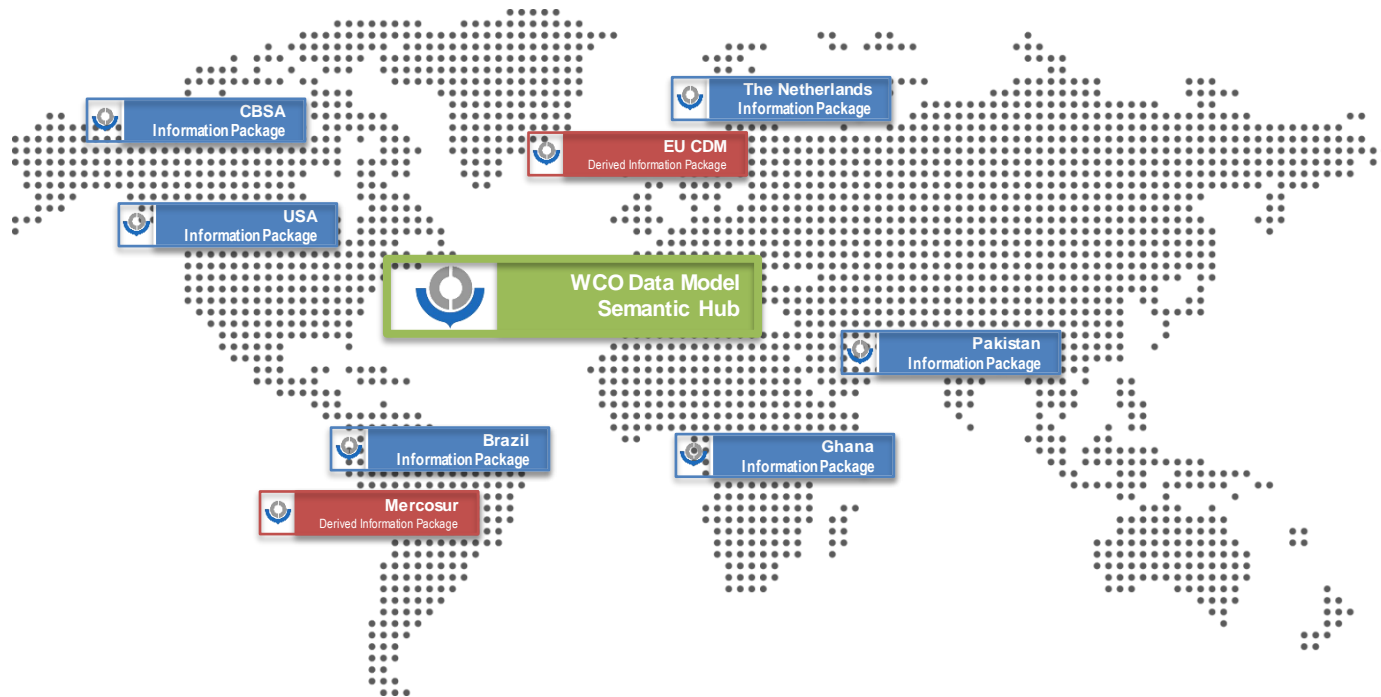 The Netherlands
Information Package
CBSA
Information Package
EU CDM
Derived Information Package
USA
Information Package
WCO Data Model
Semantic Hub
Pakistan
Information Package
Brazil
Information Package
Ghana
Information Package
Mercosur
Derived Information Package